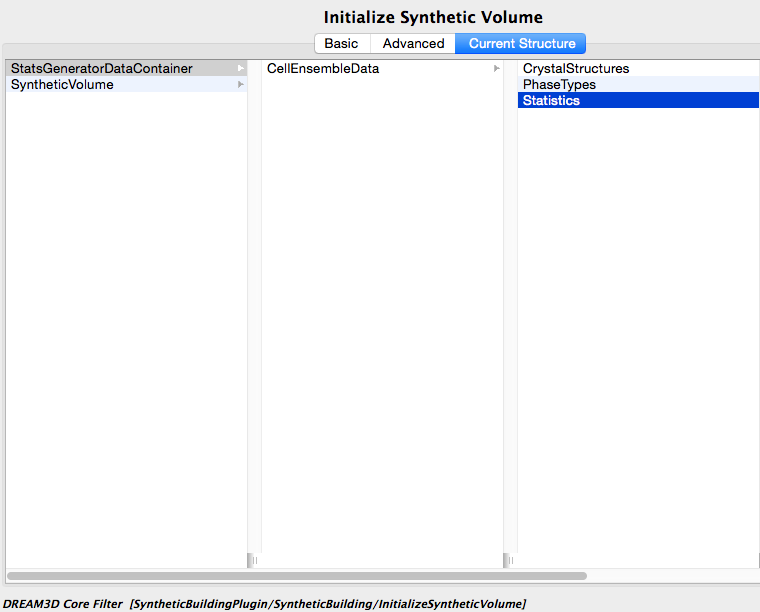 Initialize Synthetic Volume
Basic Advanced Current Structure
StatsGeneratorDataContainer
SyntheticVolume
CellEnsembleData
CrystalStructures
PhaseTypes
Statistics
DREAM3D Core Filter [SyntheticBuildingPlugin/SyntheticBuilding/InitializeSyntheticVolume]